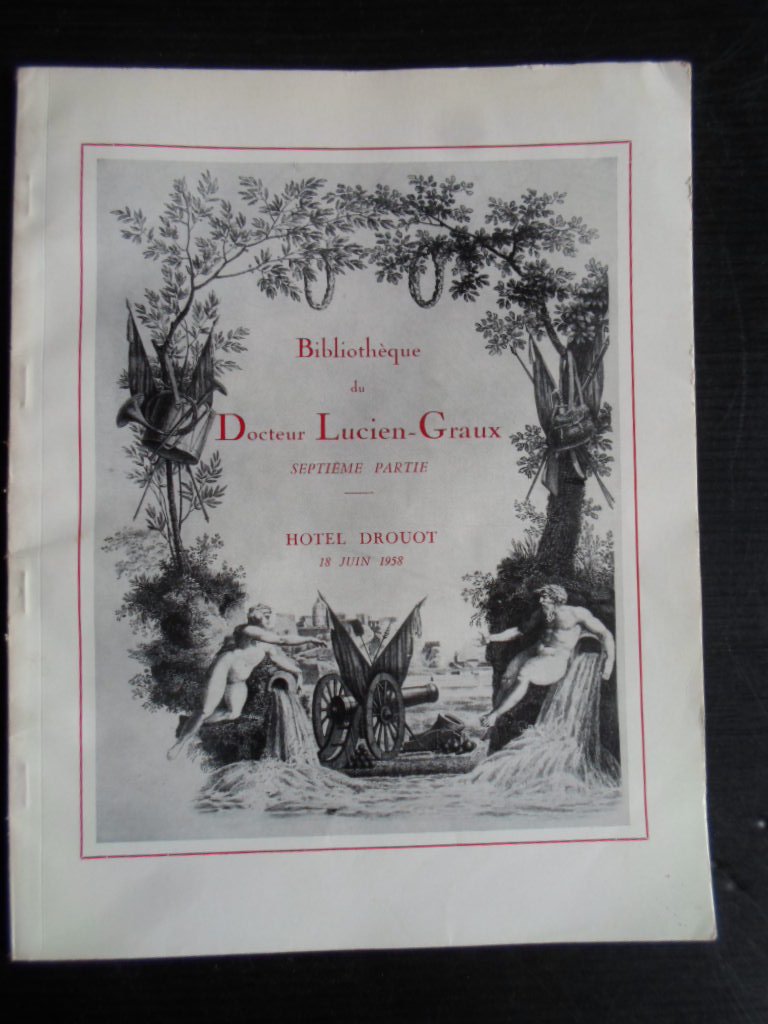 Bibliothèque
du
Docteur Lucien-Graux
SEPTIÈME PARTIE
HOTEL DROUOT
18 JUIN 1958